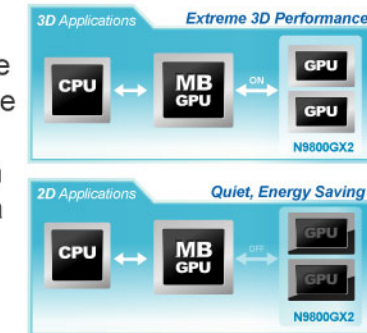 e
e
a
3D Applications Extreme 3D Performance
CPU
MB
GPU
ON
GPU
GPU
N9800GX2
2D Applications Quiet, Energy Saving
CPU
MB
GPU
OFF
GPU
GPU
N9800GX2